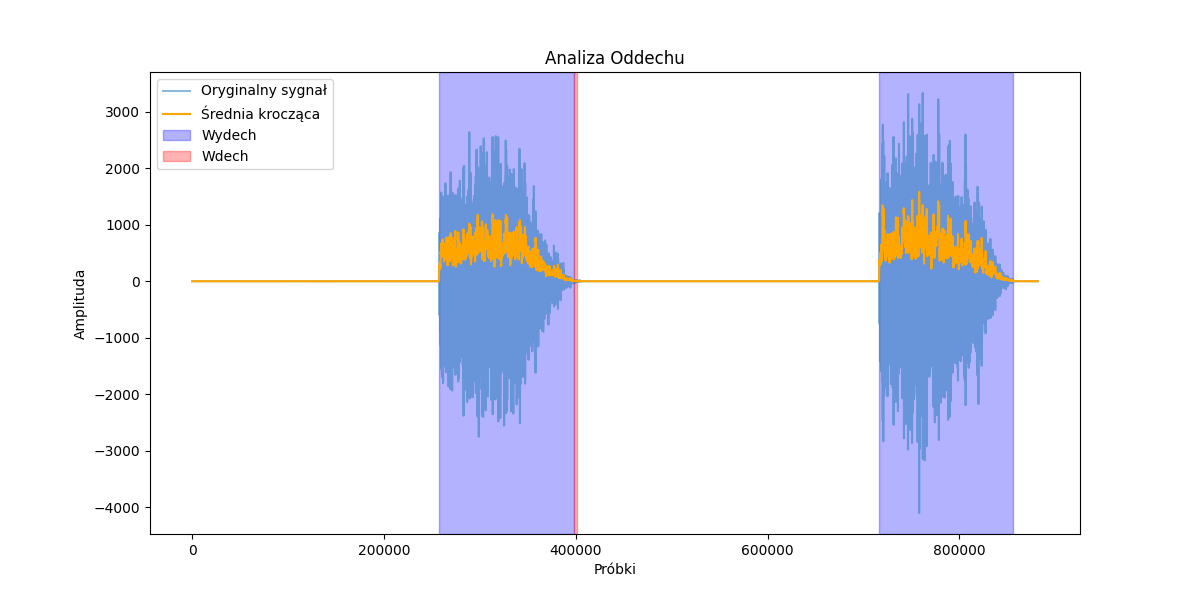 Analiza Oddechu
Oryginalny sygnał
Średnia krocząca
Wydech
Wdech
Amplituda
3000
2000
1000
0
−1000
−2000
−3000
−4000
0 200000 400000 600000 800000
Próbki